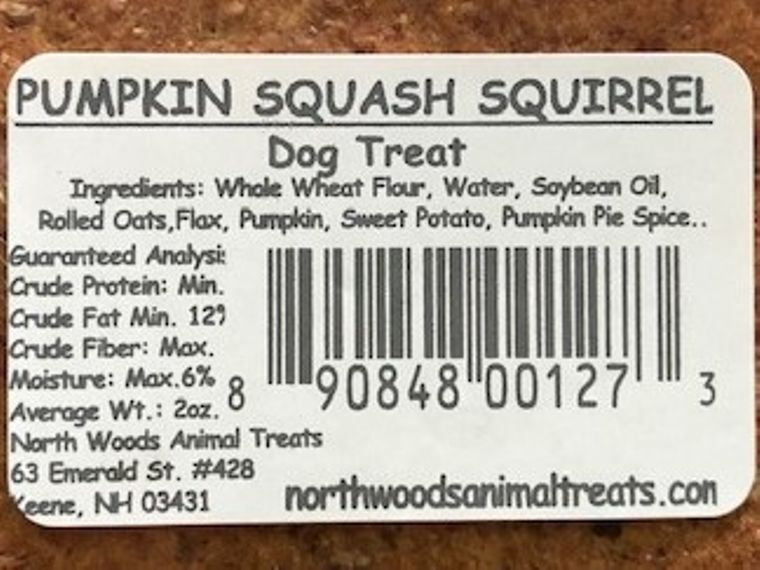 PUMPKIN SQUASH SQUIRREL
Dog Treat
Ingredients: Whole Wheat Flour, Water, Soybean Oil,
Rolled Oats,Flax, Pumpkin, Sweet Potato, Pumpkin Pie Spice..
Guaranteed Analysi
Crude Protein: Min.
Crude Fat Min. 12
Crude Fiber: Max.
Moisture: Max.6%
Average Wt.: 2oz.
8 90848 00127 3
North Woods Animal Treats
63 Emerald St. #428
Keene, NH 03431
northwoodsanimaltreats.com